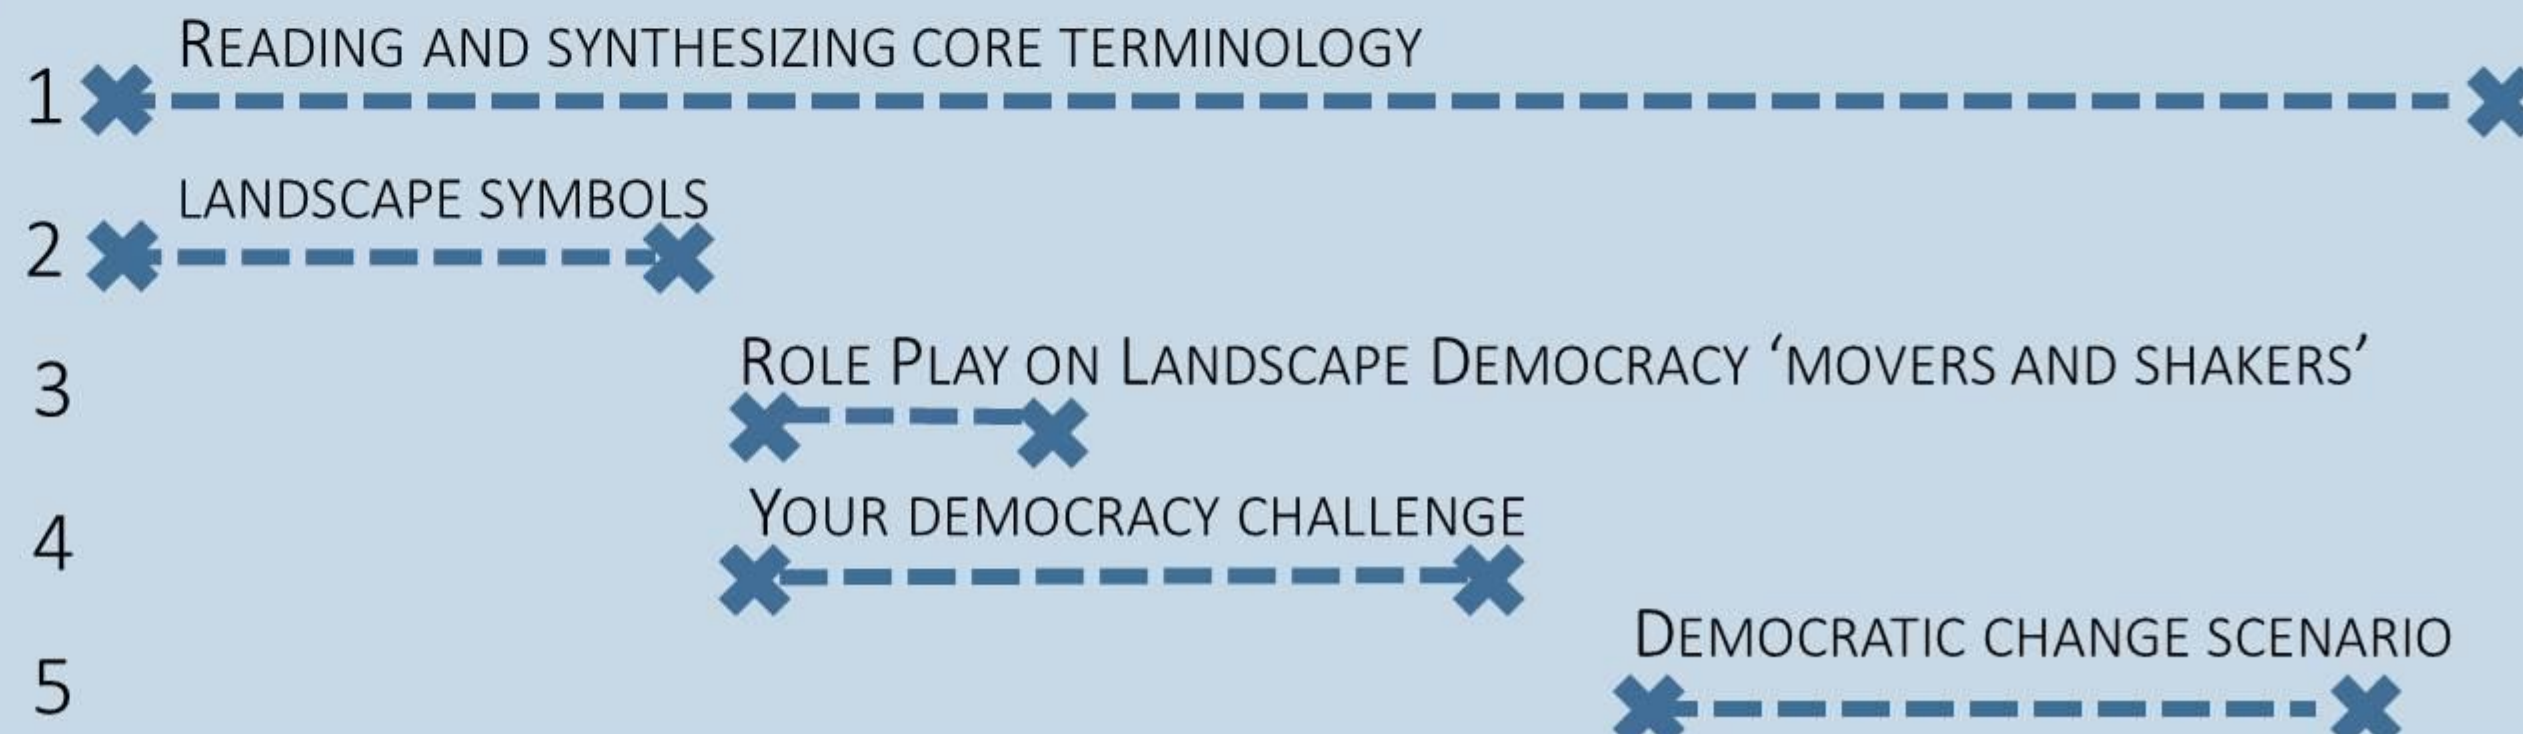 READING AND SYNTHESIZING CORE TERMINOLOGY
1
LANDSCAPE SYMBOLS
2
ROLE PLAY ON LANDSCAPE DEMOCRACY ‘MOVERS AND SHAKERS’
3
YOUR DEMOCRACY CHALLENGE
4
DEMOCRATIC CHANGE SCENARIO
5